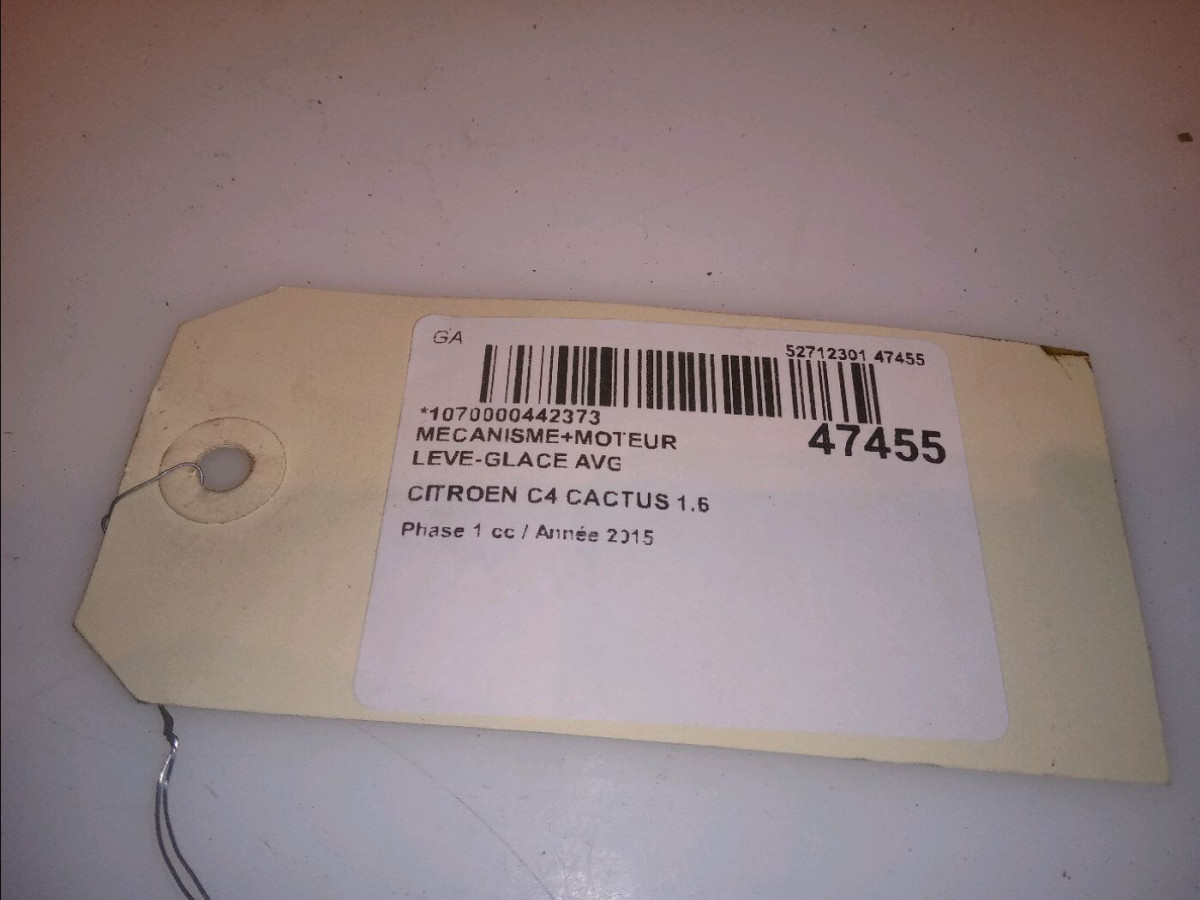 GA
52712301 47455
*1070000442373
MECANISME+MOTEUR
47455
LEVE-GLACE AVG
CITROEN C4 CACTUS 1.6
Phase 1 cc / Année 2015